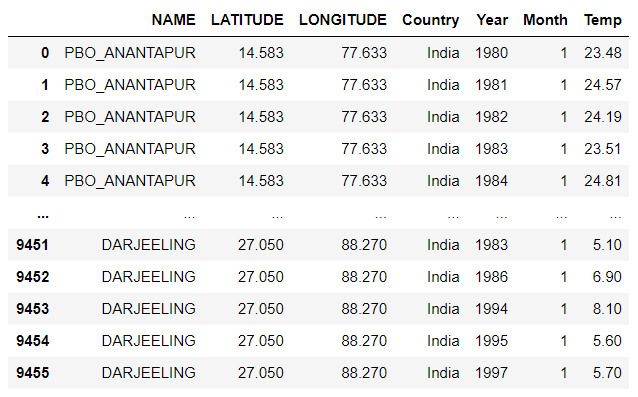 NAME LATITUDE LONGITUDE Country Year Month Temp
0 PBO_ANANTAPUR 14.583 77.633 India 1980 1 23.48
1 PBO_ANANTAPUR 14.583 77.633 India 1981 1 24.57
2 PBO_ANANTAPUR 14.583 77.633 India 1982 1 24.19
3 PBO_ANANTAPUR 14.583 77.633 India 1983 1 23.51
4 PBO_ANANTAPUR 14.583 77.633 India 1984 1 24.81
... ... ... ... ... ... ... ...
9451 DARJEELING 27.050 88.270 India 1983 1 5.10
9452 DARJEELING 27.050 88.270 India 1986 1 6.90
9453 DARJEELING 27.050 88.270 India 1994 1 8.10
9454 DARJEELING 27.050 88.270 India 1995 1 5.60
9455 DARJEELING 27.050 88.270 India 1997 1 5.70